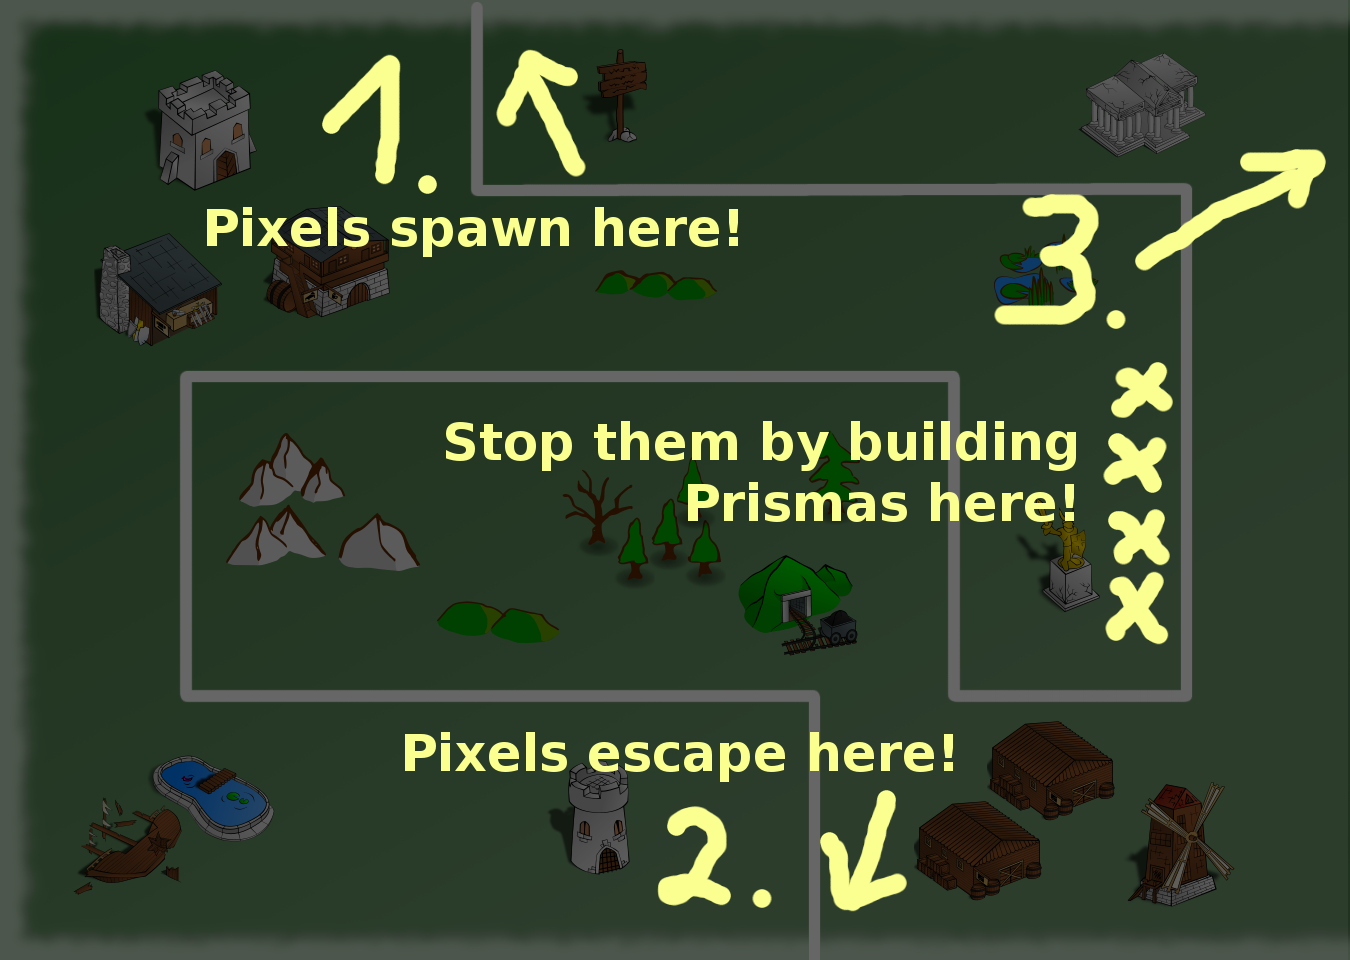 1.
Pixels spawn here!
3.
Stop them by building
Prismas here!
Pixels escape here!
2.